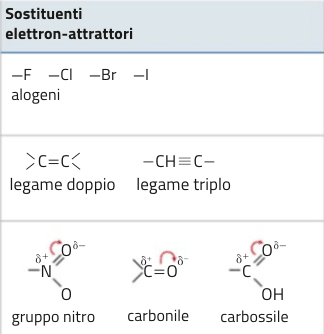 Sostituenti
elettron-attrattori
–F –Cl –Br –I
alogeni
>C=C<
–CH≡C–
legame doppio
legame triplo
δ+ O δ–
–N
O
gruppo nitro
δ+ δ–
>C=O
carbonile
δ+ O δ–
–C
OH
carbossile